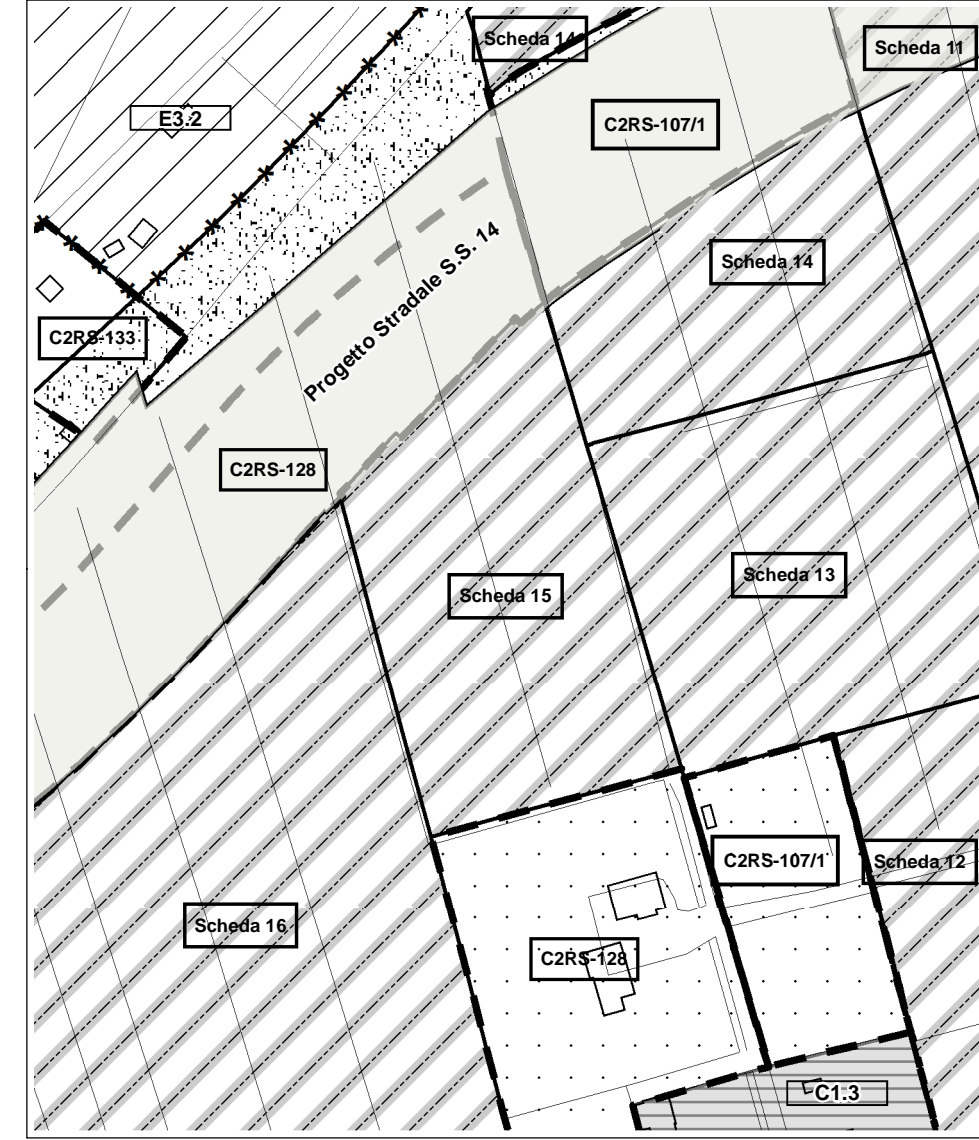 Scheda 14
Scheda 11
E3.2
C2RS-107/1
Progetto Stradale S.S. 14
Scheda 14
C2RS-133
C2RS-128
Scheda 15
Scheda 13
C2RS-107/1
Scheda 12
Scheda 16
C2RS-128
C1.3